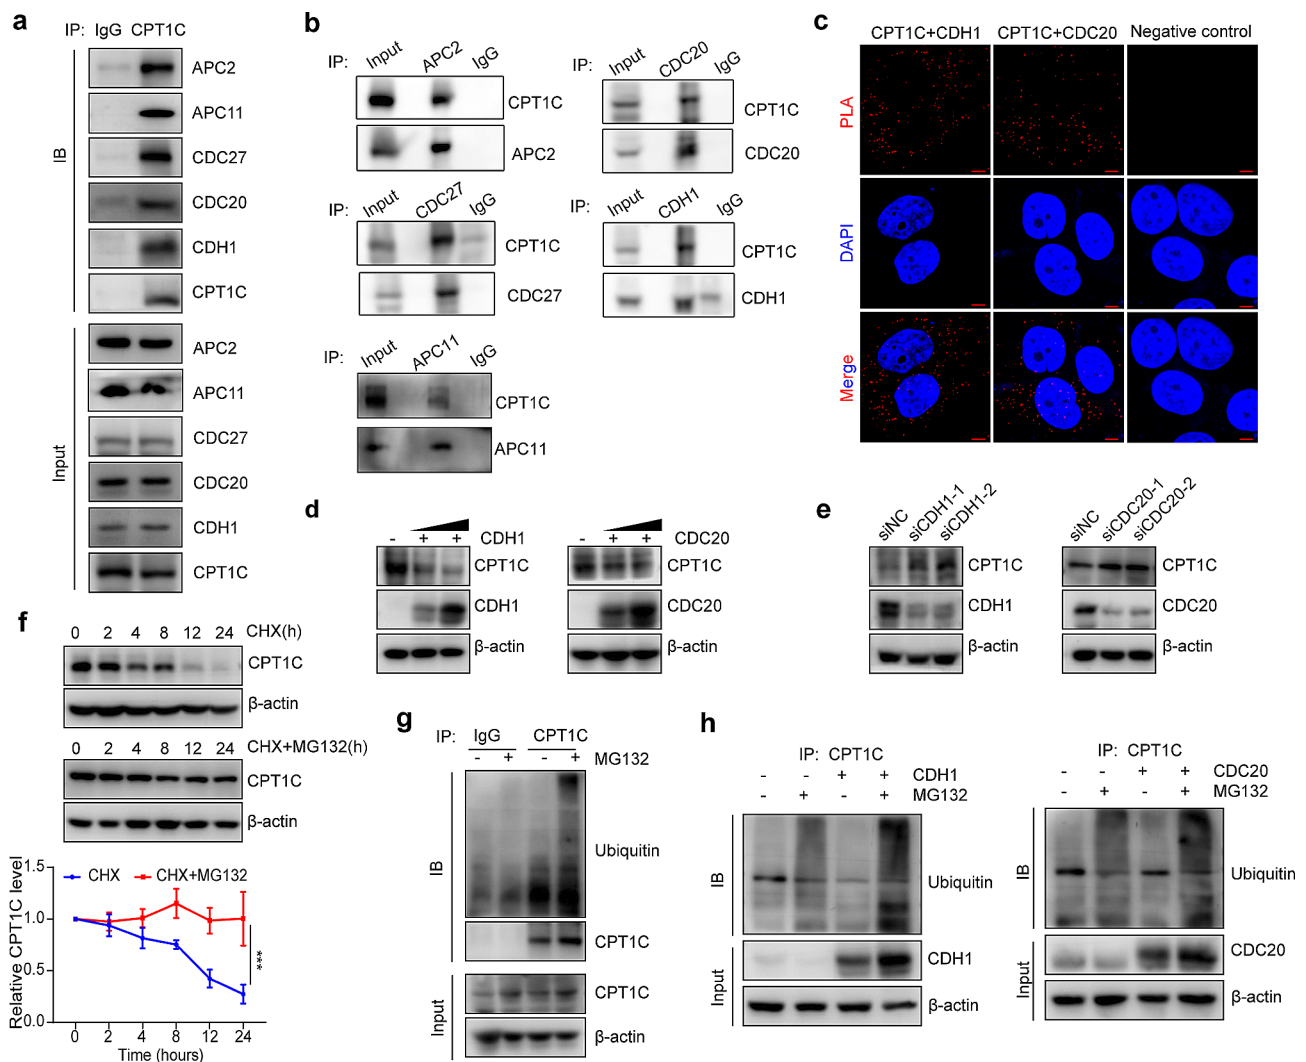 a
IP: IgG CPT1C
IB
APC2
APC11
CDC27
CDC20
CDH1
CPT1C
Input
APC2
APC11
CDC27
CDC20
CDH1
CPT1C
b
IP: Input APC2 IgG
CPT1C
APC2
IP: Input CDC20 IgG
CPT1C
CDC20
IP: Input CDC27 IgG
CPT1C
CDC27
IP: Input CDH1 IgG
CPT1C
CDH1
IP: Input APC11 IgG
CPT1C
APC11
c
CPT1C+CDH1 CPT1C+CDC20 Negative control
PLA
DAPI
Merge
d
- + + CDH1
CPT1C
CDH1
β-actin
- + + CDC20
CPT1C
CDC20
β-actin
e
siNC siCDH1-1 siCDH1-2
CPT1C
CDH1
β-actin
siNC siCDC20-1 siCDC20-2
CPT1C
CDC20
β-actin
f
0 2 4 8 12 24 CHX(h)
CPT1C
β-actin
0 2 4 8 12 24 CHX+MG132(h)
CPT1C
β-actin
Relative CPT1C level
1.5
1.0
0.5
0.0
CHX CHX+MG132
***
0 2 4 8 12 24
Time (hours)
g
IP: IgG CPT1C
- + - + MG132
IB
Ubiquitin
CPT1C
Input
CPT1C
β-actin
h
IP: CPT1C
- - + + CDH1
- + - + MG132
IB
Ubiquitin
Input
CDH1
β-actin
IP: CPT1C
- - + + CDC20
- + - + MG132
IB
Ubiquitin
Input
CDC20
β-actin